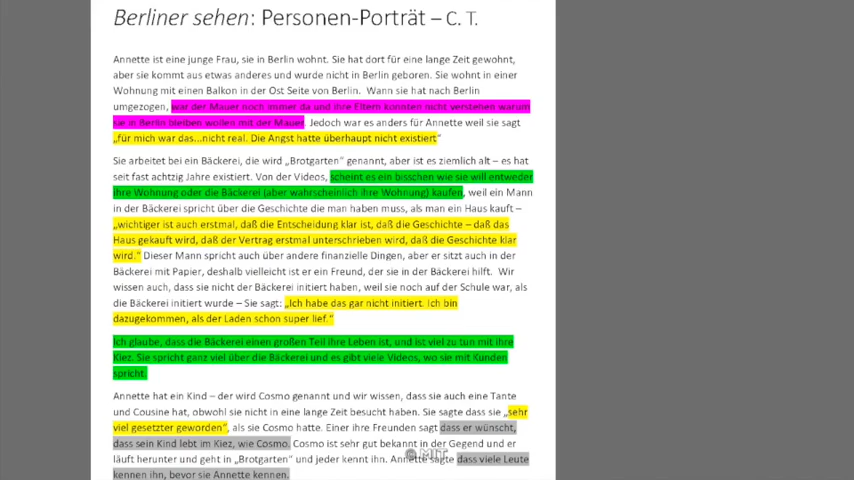 Berliner sehen: Personen-Porträt – C. T.
Annette ist eine junge Frau, sie in Berlin wohnt. Sie hat dort für eine lange Zeit gewohnt,
aber sie kommt aus etwas anderes und wurde nicht in Berlin geboren. Sie wohnt in einer
Wohnung mit einen Balkon in der Ost Seite von Berlin.  Wann sie hat nach Berlin
umgezogen, war der Mauer noch immer da und ihre Eltern konnten nicht verstehen warum
sie in Berlin bleiben wollen mit der Mauer.  Jedoch war es anders für Annette weil sie sagt
„für mich war das...nicht real. Die Angst hatte überhaupt nicht existiert“
Sie arbeitet bei ein Bäckerei, die wird „Brotgarten“ genannt, aber ist es ziemlich alt – es hat
seit fast achtzig Jahre existiert. Von der Videos, scheint es ein bisschen wie sie will entweder
ihre Wohnung oder die Bäckerei (aber wahrscheinlich ihre Wohnung) kaufen, weil ein Mann
in der Bäckerei spricht über die Geschichte die man haben muss, als man ein Haus kauft –
„wichtiger ist auch erstmal, daß die Entscheidung klar ist, daß die Geschichte – daß das
Haus gekauft wird, daß der Vertrag erstmal unterschrieben wird, daß die Geschichte klar
wird.“ Dieser Mann spricht auch über andere finanzielle Dingen, aber er sitzt auch in der
Bäckerei mit Papier, deshalb vielleicht ist er ein Freund, der sie in der Bäckerei hilft.  Wir
wissen auch, dass sie nicht der Bäckerei initiert haben, weil sie noch auf der Schule war, als
die Bäckerei initiert wurde – Sie sagt: „Ich habe das gar nicht initiert. Ich bin
dazugekommen, als der Laden schon super lief.“
Ich glaube, dass die Bäckerei einen großen Teil ihre Leben ist, und ist viel zu tun mit ihre
Kiez. Sie spricht ganz viel über die Bäckerei und es gibt viele Videos, wo sie mit Kunden
spricht.
Annette hat ein Kind – der wird Cosmo genannt und wir wissen, dass sie auch eine Tante
und Cousine hat, obwohl sie nicht in eine lange Zeit besucht haben. Sie sagte dass sie „sehr
viel gesetzter geworden“, als sie Cosmo hatte. Einer ihre Freunden sagt dass er wünscht,
dass sein Kind lebt im Kiez, wie Cosmo. Cosmo ist sehr gut bekannt in der Gegend und er
läuft herunter und geht in „Brotgarten“ und jeder kennt ihn. Annette sagte dass viele Leute
kennen ihn, bevor sie Annette kennen.
MIT